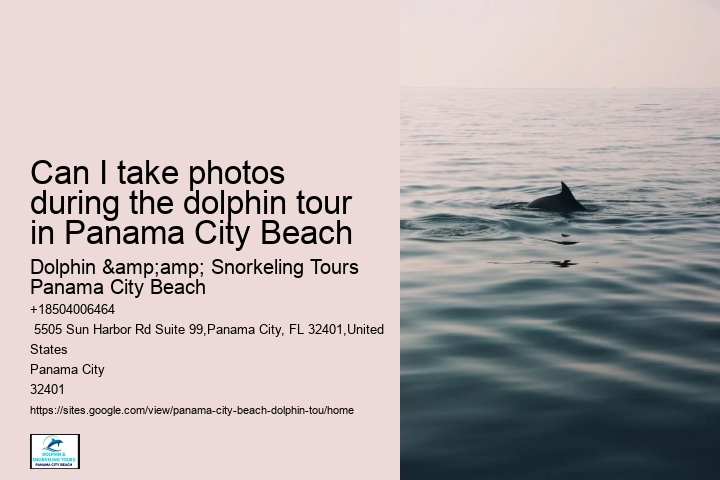 Can I take photos
during the dolphin tour
in Panama City Beach
Dolphin &amp;amp; Snorkeling Tours
Panama City Beach
+18504006464
5505 Sun Harbor Rd Suite 99,Panama City, FL 32401,United
States
Panama City
32401
https://sites.google.com/view/panama-city-beach-dolphin-tou/home
DOLPHIN &
SNORKELING TOURS
PANAMA CITY BEACH